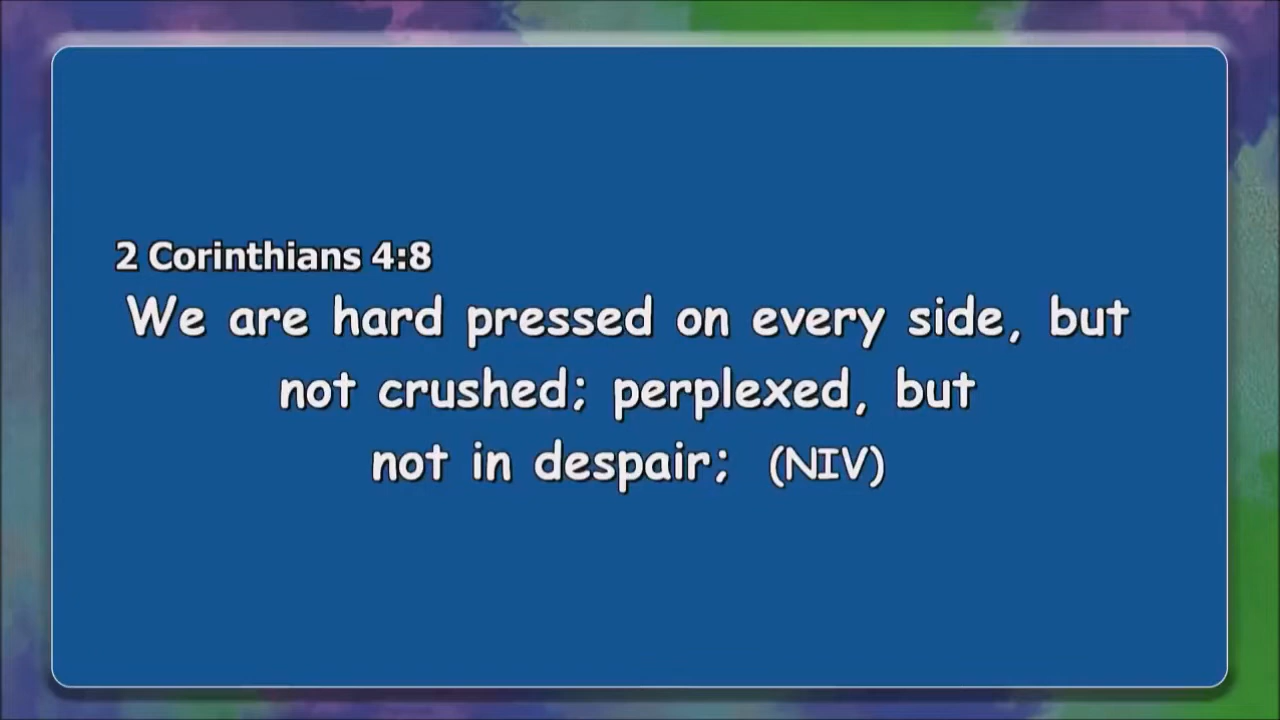 2 Corinthians 4:8
We are hard pressed on every side, but
not crushed; perplexed, but
not in despair; (NIV)